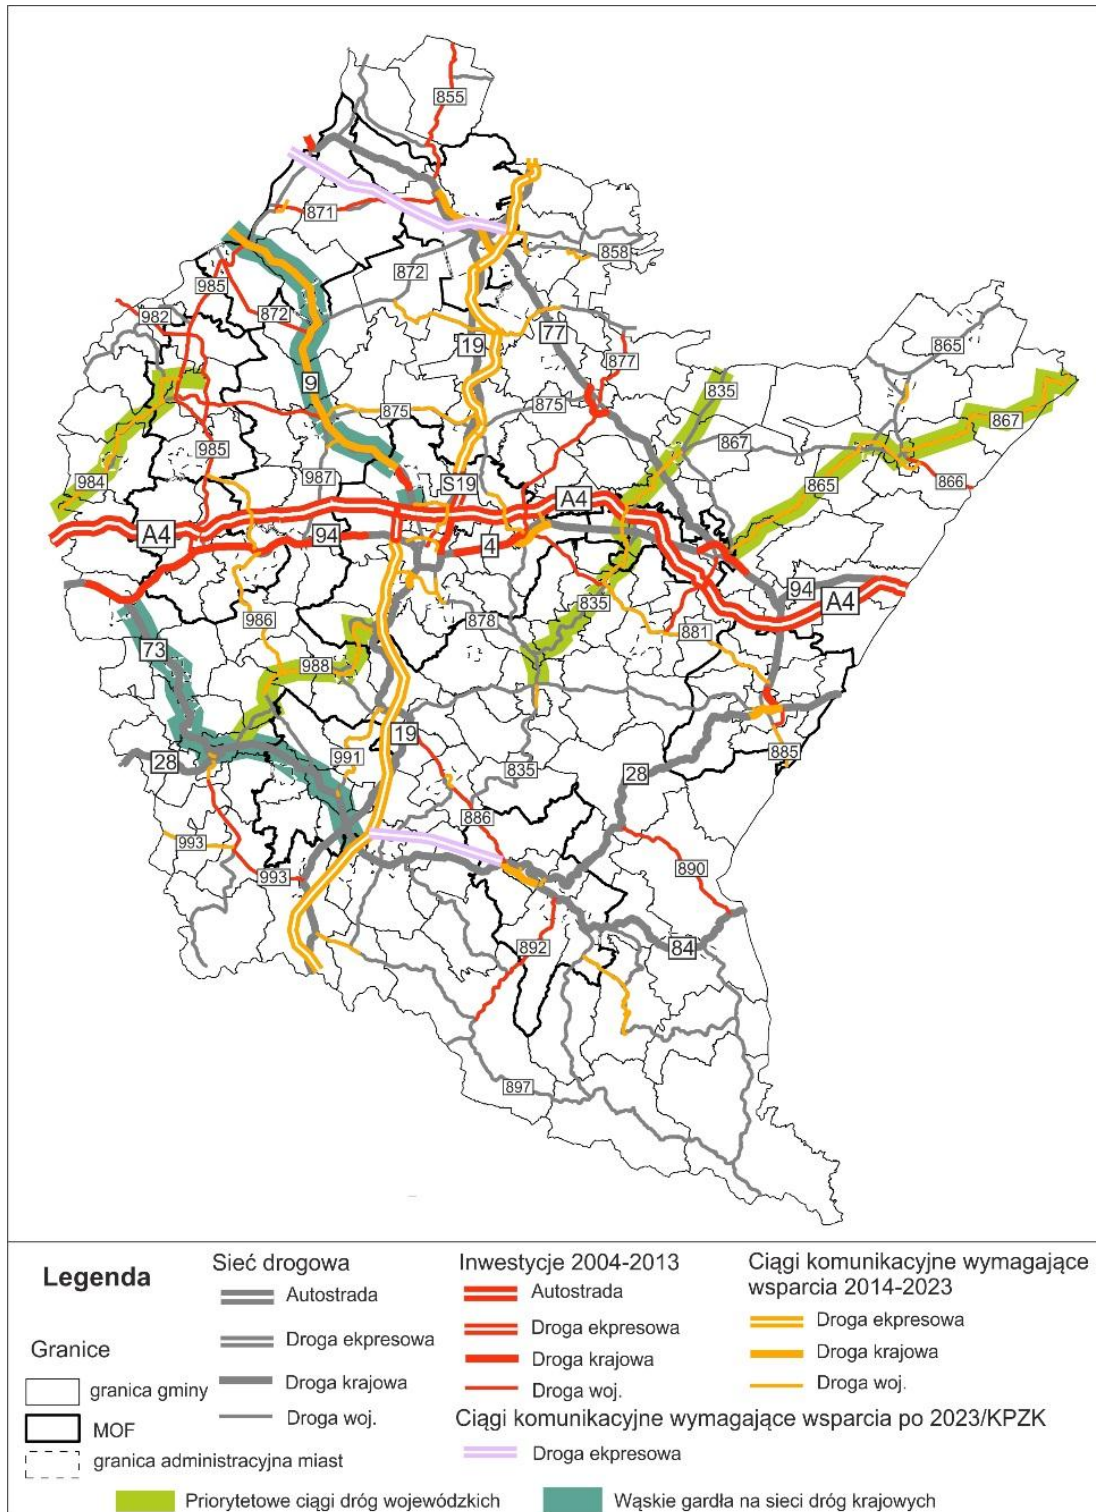 855
871
858
872
985
982
872
19
77
877
865
9
835
875
875
867
867
985
987
984
S19
A4
865
866
A4
94
4
94
A4
835
986
878
881
73
988
19
991
28
835
28
885
886
993
993
890
892
84
897
Legenda
Granice
granica gminy
MOF
granica administracyjna miast
Sieć drogowa
Autostrada
Droga ekpresowa
Droga krajowa
Droga woj.
Inwestycje 2004-2013
Autostrada
Droga ekpresowa
Droga krajowa
Droga woj.
Ciągi komunikacyjne wymagające
wsparcia 2014-2023
Droga ekpresowa
Droga krajowa
Droga woj.
Ciągi komunikacyjne wymagające wsparcia po 2023/KPZK
Droga ekpresowa
Priorytetowe ciągi dróg wojewódzkich
Wąskie gardła na sieci dróg krajowych